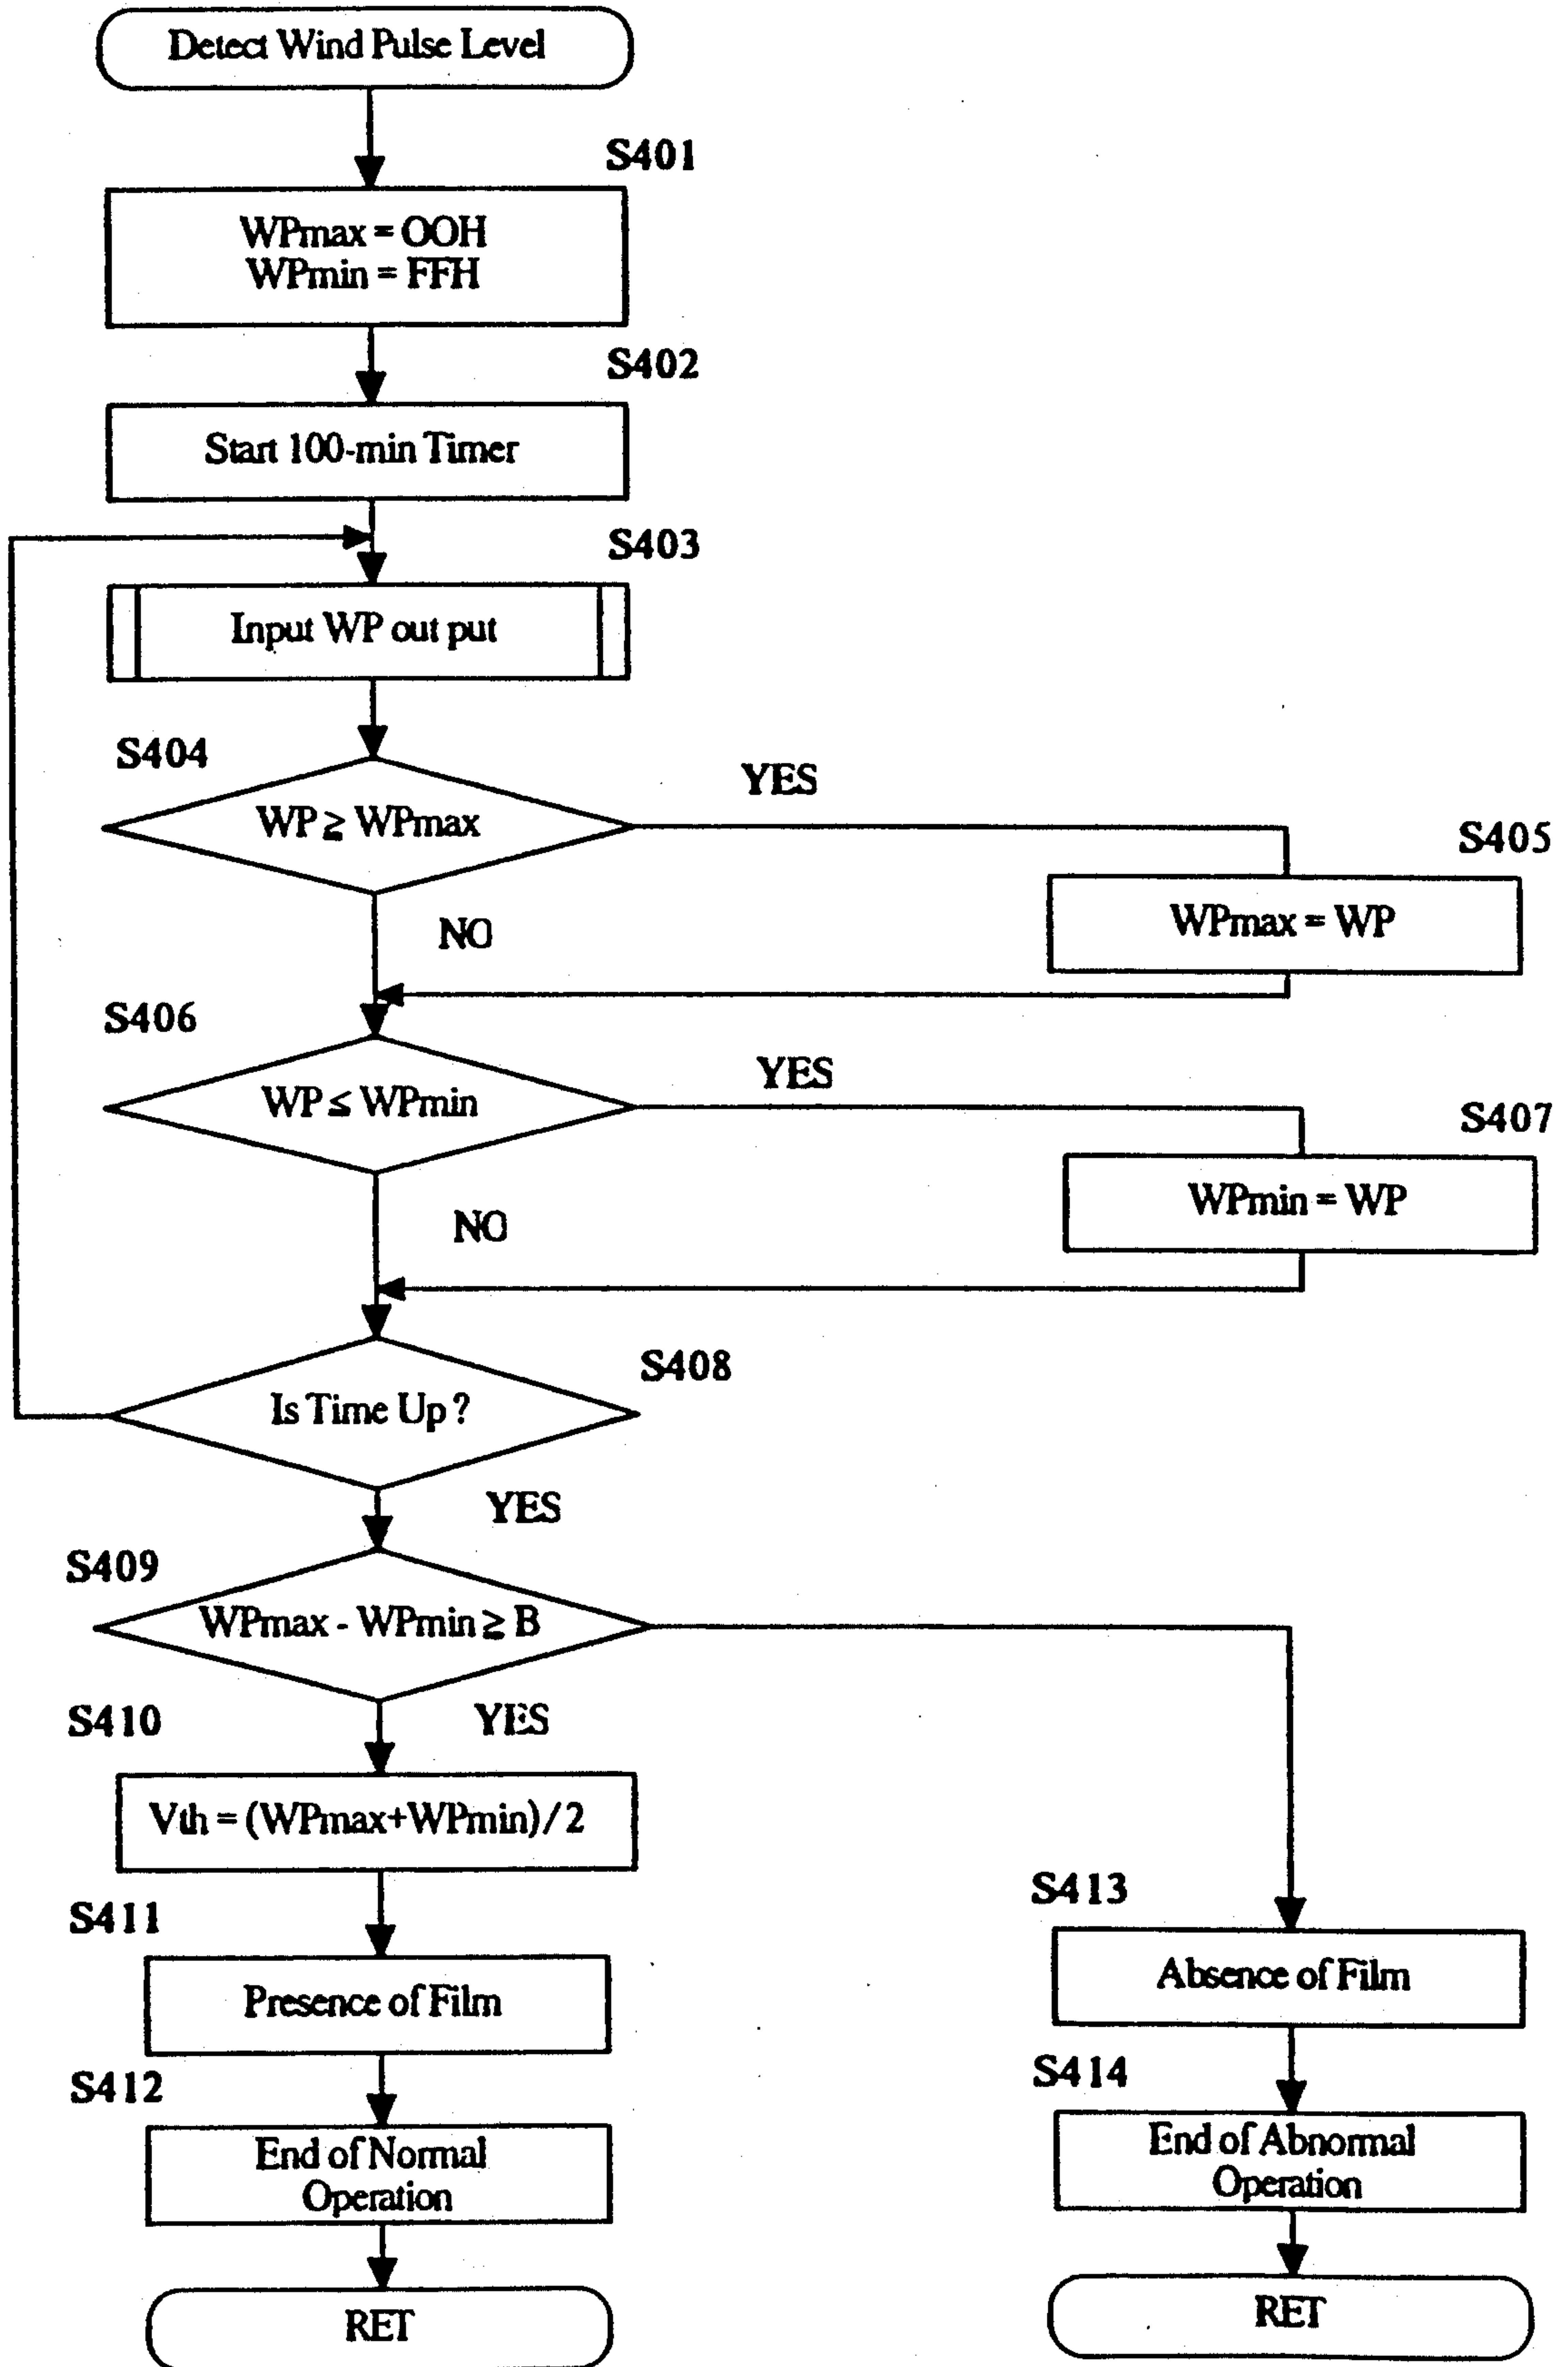 Detect Wind Pulse Level
S401
WPmax = OOH
WPmin = FFH
S402
Start 100-min Timer
S403
Input WP out put
S404
WP ≧ WPmax
YES
S405
WPmax = WP
NO
S406
WP ≤ WPmin
YES
S407
WPmin = WP
NO
S408
Is Time Up ?
YES
S409
WPmax - WPmin ≧ B
S410
YES
Vth = (WPmax+WPmin) / 2
S411
Presence of Film
S412
End of Normal
Operation
RET
S413
Absence of Film
S414
End of Abnormal
Operation
RET